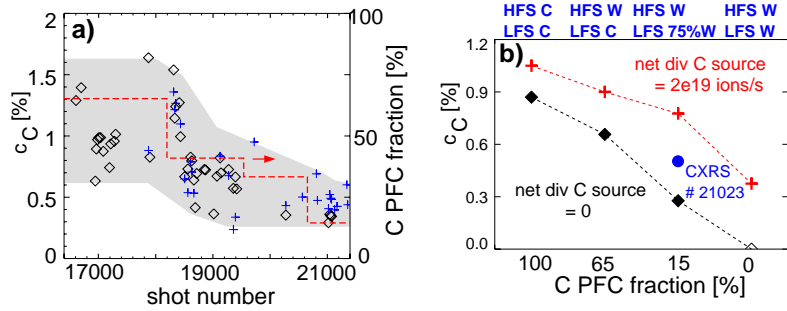 HFS C HFS W HFS W HFS W
LFS C LFS C LFS 75%W LFS W
a)
2
1.5
1
0.5
0
c_C [%]
100
50
0
C PFC fraction [%]
17000 19000 21000
shot number
b)
1.2
0.9
0.6
0.3
0.0
c_C [%]
net div C source
= 2e19 ions/s
CXRS
# 21023
net div C source
= 0
100 65 15 0
C PFC fraction [%]